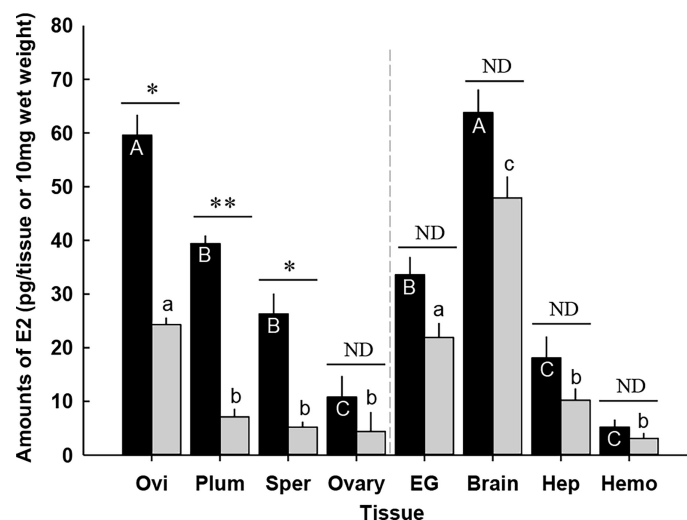 Amounts of E2 (pg/tissue or 10mg wet weight)
80
70
60
50
40
30
20
10
0
*
A
a
**
B
b
*
B
b
ND
C
b
ND
B
a
ND
A
c
ND
C
b
ND
C
b
Ovi Plum Sper Ovary EG Brain Hep Hemo
Tissue